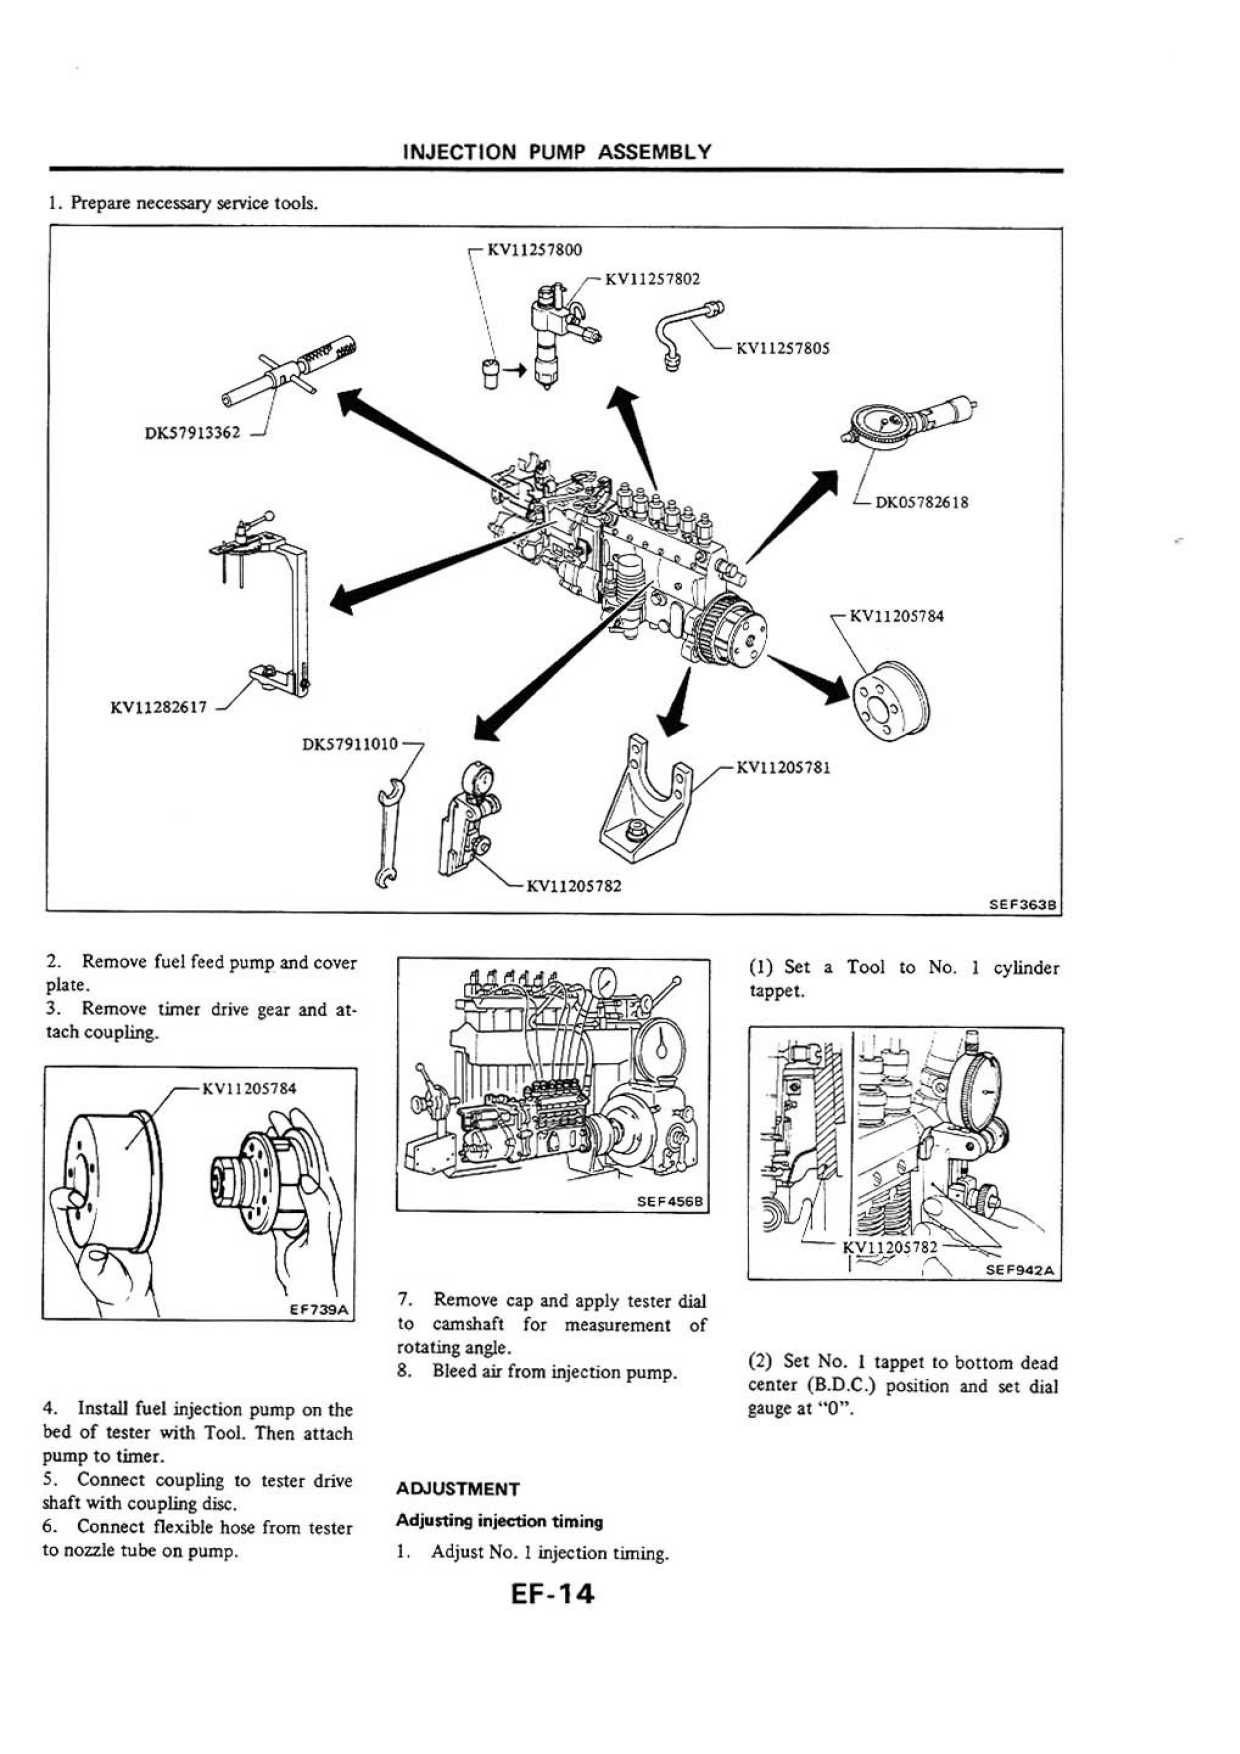 INJECTION PUMP ASSEMBLY
1. Prepare necessary service tools.
KV11257800
KV11257802
KV11257805
DK57913362
DK05782618
KV11205784
KV11282617
DK57911010
KV11205781
KV11205782
SEF363B
2. Remove fuel feed pump and cover
plate.
3. Remove timer drive gear and at-
tach coupling.
KV11205784
EF739A
4. Install fuel injection pump on the
bed of tester with Tool. Then attach
pump to timer.
5. Connect coupling to tester drive
shaft with coupling disc.
6. Connect flexible hose from tester
to nozzle tube on pump.
SEF456B
7. Remove cap and apply tester dial
to camshaft for measurement of
rotating angle.
8. Bleed air from injection pump.
ADJUSTMENT
Adjusting injection timing
1. Adjust No. 1 injection timing.
(1) Set a Tool to No. 1 cylinder
tappet.
KV11205782
SEF942A
(2) Set No. 1 tappet to bottom dead
center (B.D.C.) position and set dial
gauge at “0”.
EF-14